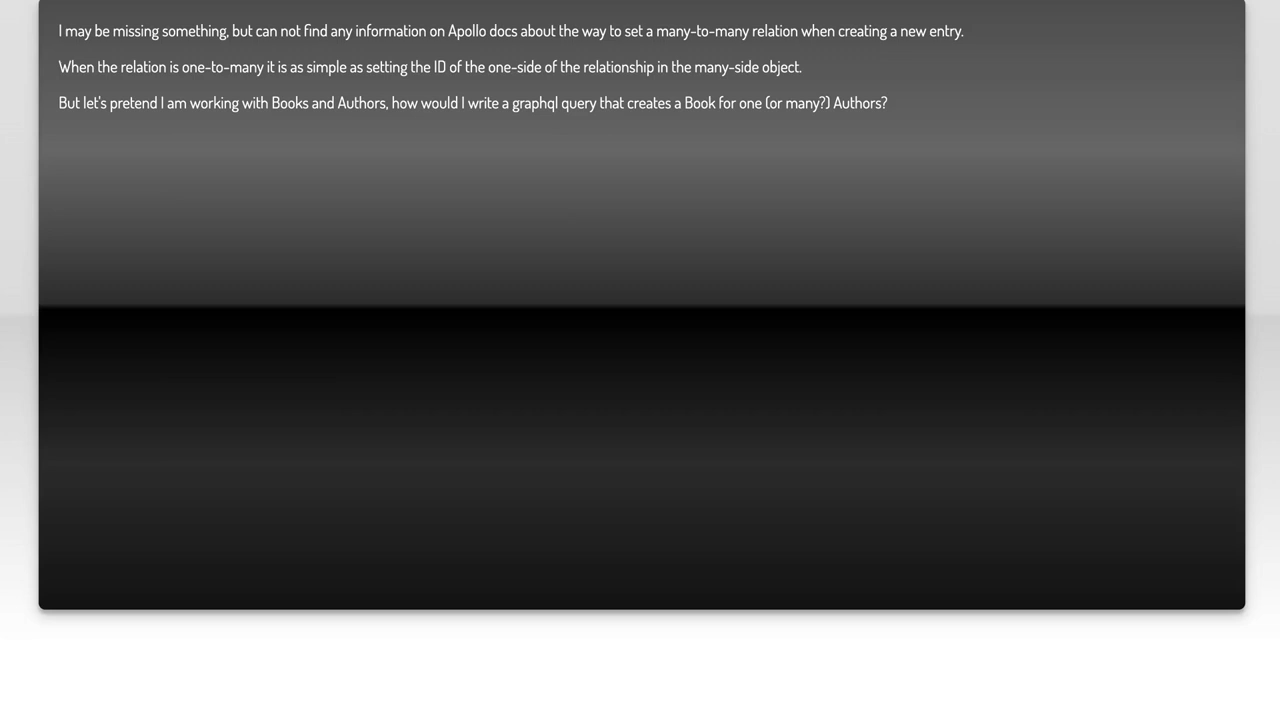 I may be missing something, but can not find any information on Apollo docs about the way to set a many-to-many relation when creating a new entry.
When the relation is one-to-many it is as simple as setting the ID of the one-side of the relationship in the many-side object.
But let's pretend I am working with Books and Authors, how would I write a graphql query that creates a Book for one (or many?) Authors?